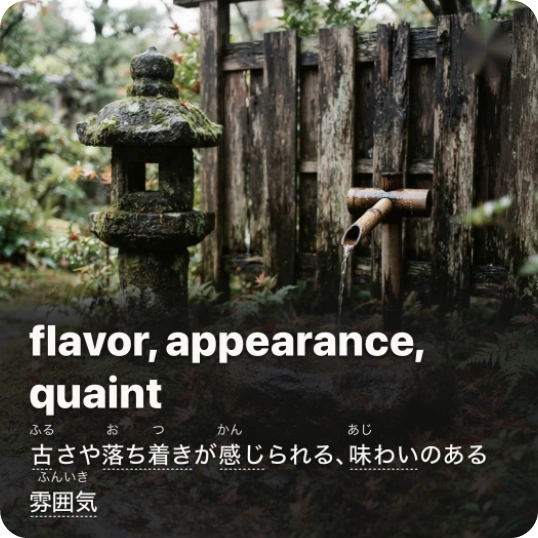 flavor, appearance,
quaint
ふる お つ かん あじ
古さや落ち着きが感じられる、味わいのある
ふんいき
雰囲気